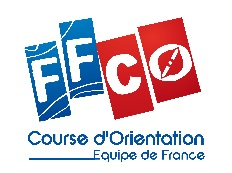 FFCO
Course d'Orientation
Equipe de France